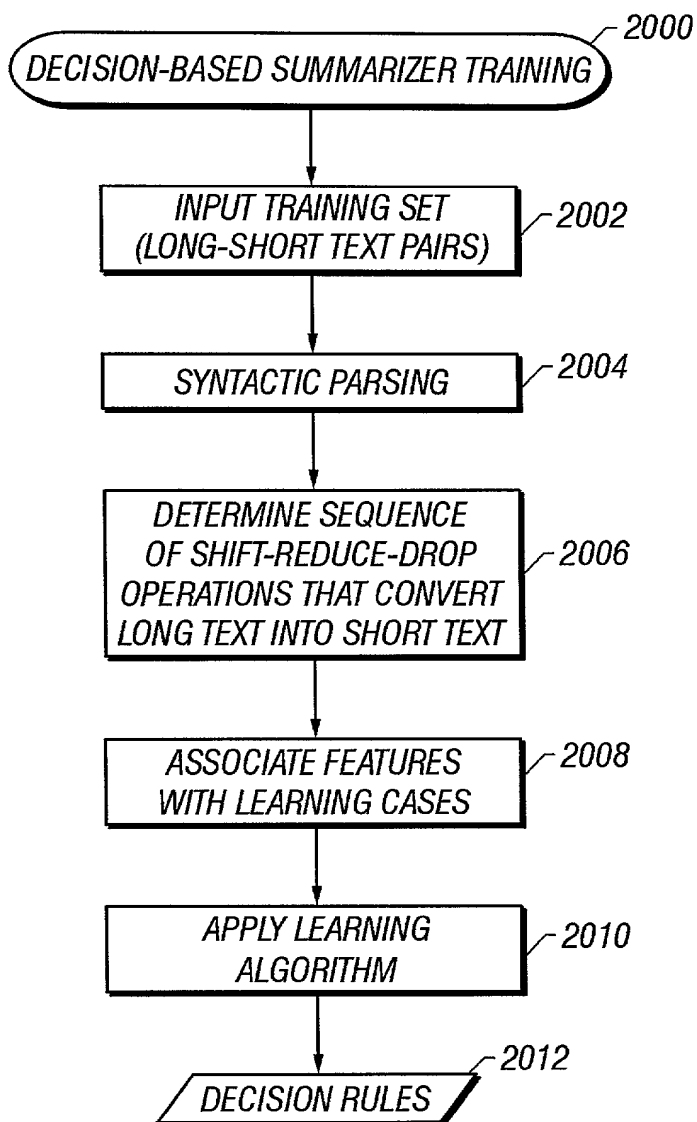 2000
DECISION-BASED SUMMARIZER TRAINING
INPUT TRAINING SET
(LONG-SHORT TEXT PAIRS)
2002
SYNTACTIC PARSING
2004
DETERMINE SEQUENCE
OF SHIFT-REDUCE-DROP
OPERATIONS THAT CONVERT
LONG TEXT INTO SHORT TEXT
2006
ASSOCIATE FEATURES
WITH LEARNING CASES
2008
APPLY LEARNING
ALGORITHM
2010
2012
DECISION RULES